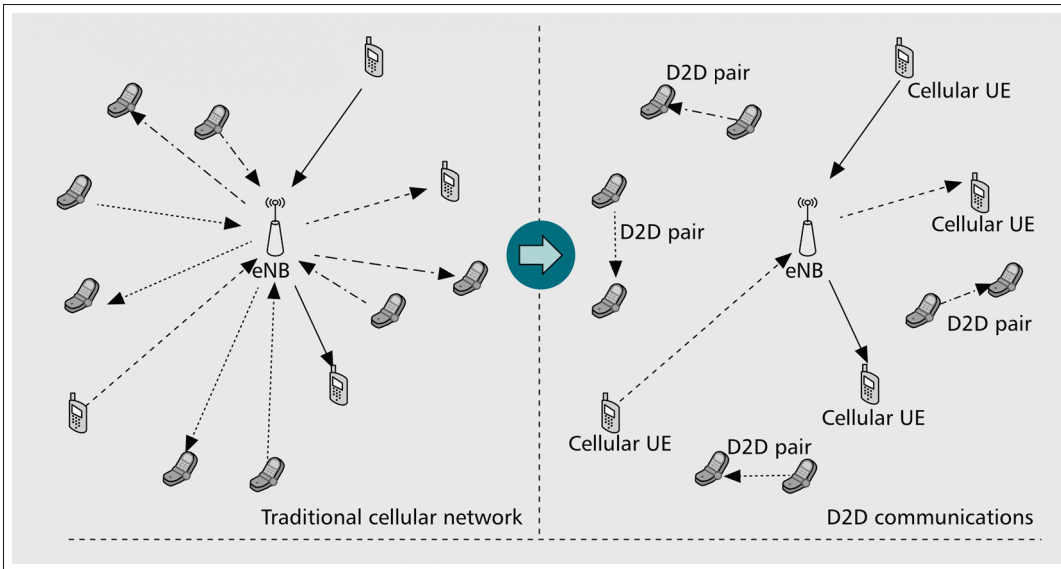 eNB
Traditional cellular network
D2D pair
Cellular UE
D2D pair
Cellular UE
eNB
D2D pair
Cellular UE
Cellular UE
D2D pair
D2D communications